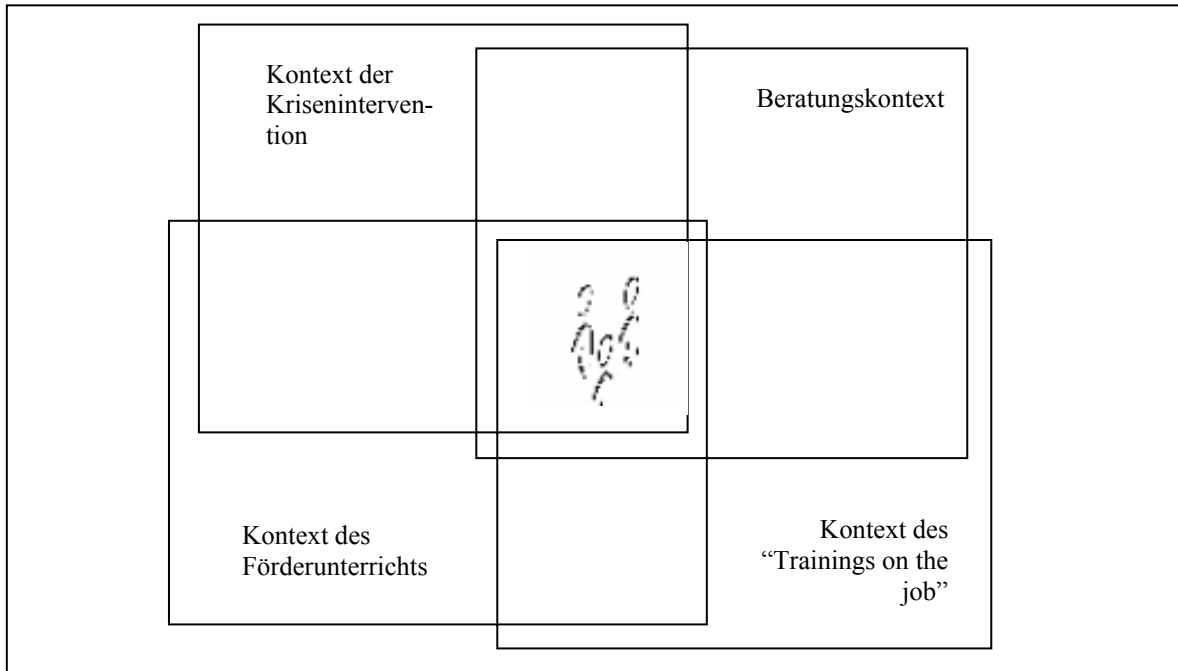 Kontext der
Kriseninterven-
tion
Beratungskontext
Kontext des
Förderunterrichts
Kontext des
“Trainings on the
job”